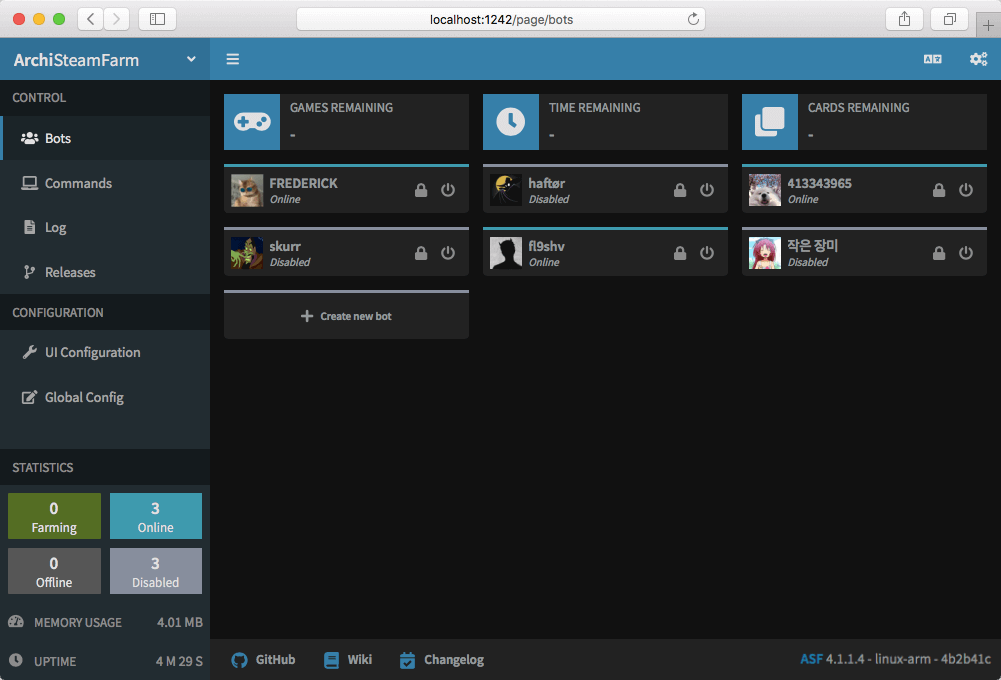 localhost:1242/page/bots
ArchiSteamFarm
CONTROL
Bots
Commands
Log
Releases
CONFIGURATION
UI Configuration
Global Config
STATISTICS
0
Farming
3
Online
0
Offline
3
Disabled
MEMORY USAGE 4.01 MB
UPTIME 4 M 29 S
GAMES REMAINING
-
TIME REMAINING
-
CARDS REMAINING
-
FREDERICK
Online
haftør
Disabled
413343965
Online
skurr
Disabled
fl9shv
Online
작은 장미
Disabled
Create new bot
GitHub Wiki Changelog
ASF 4.1.1.4 - linux-arm - 4b2b41c